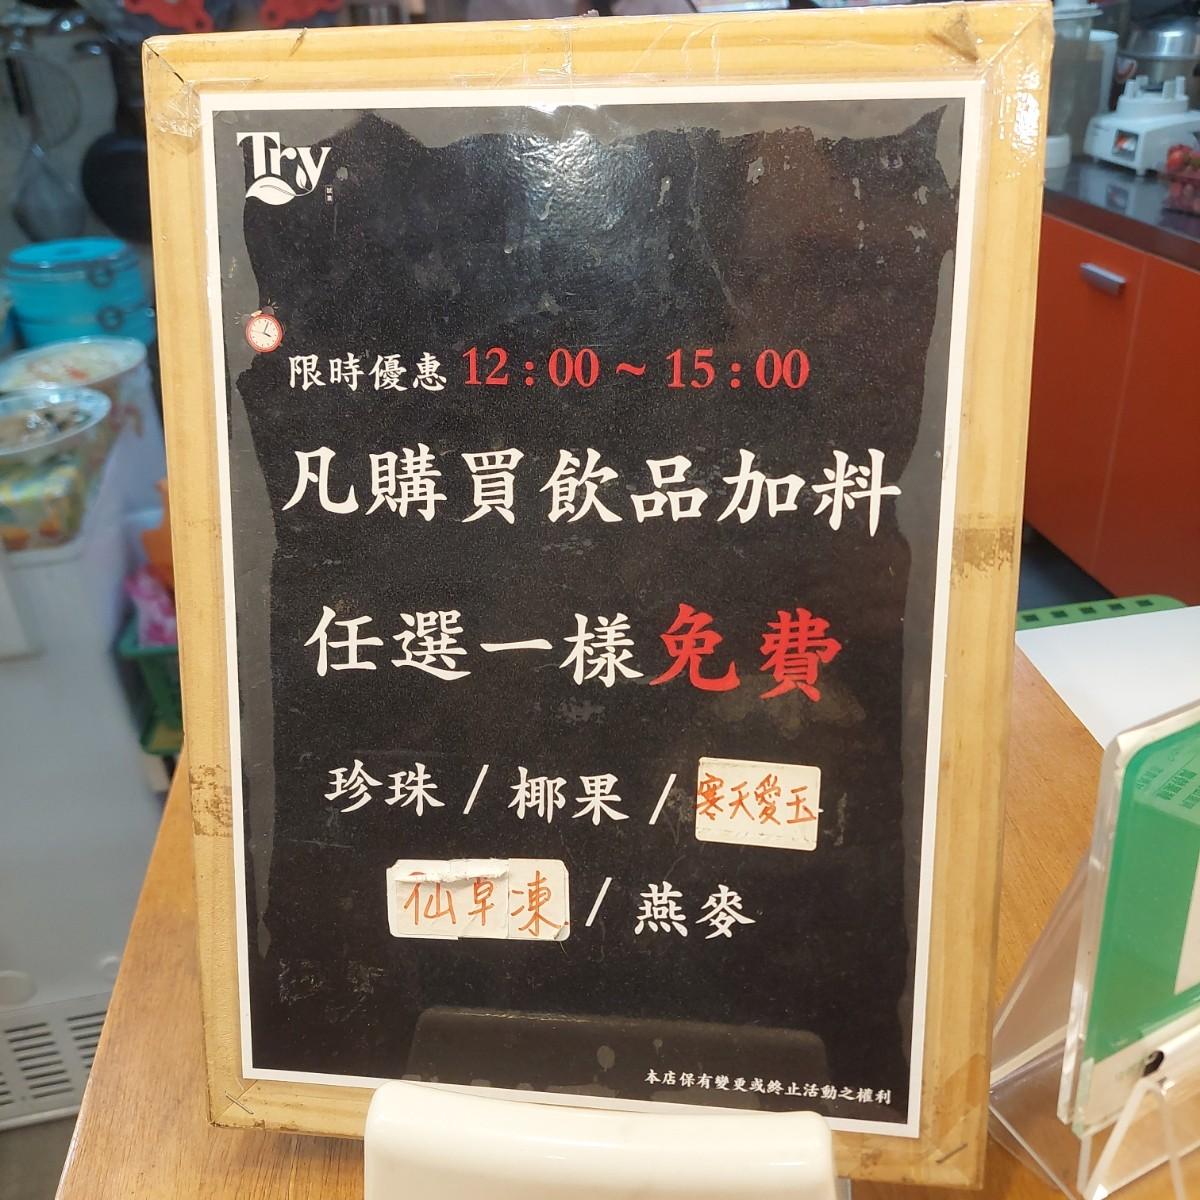 Try
限時優惠 12：00 ~ 15：00
凡購買飲品加料
任選一樣免費
珍珠 / 椰果 / 寒天愛玉
仙草凍 / 燕麥
本店保有變更或終止活動之權利